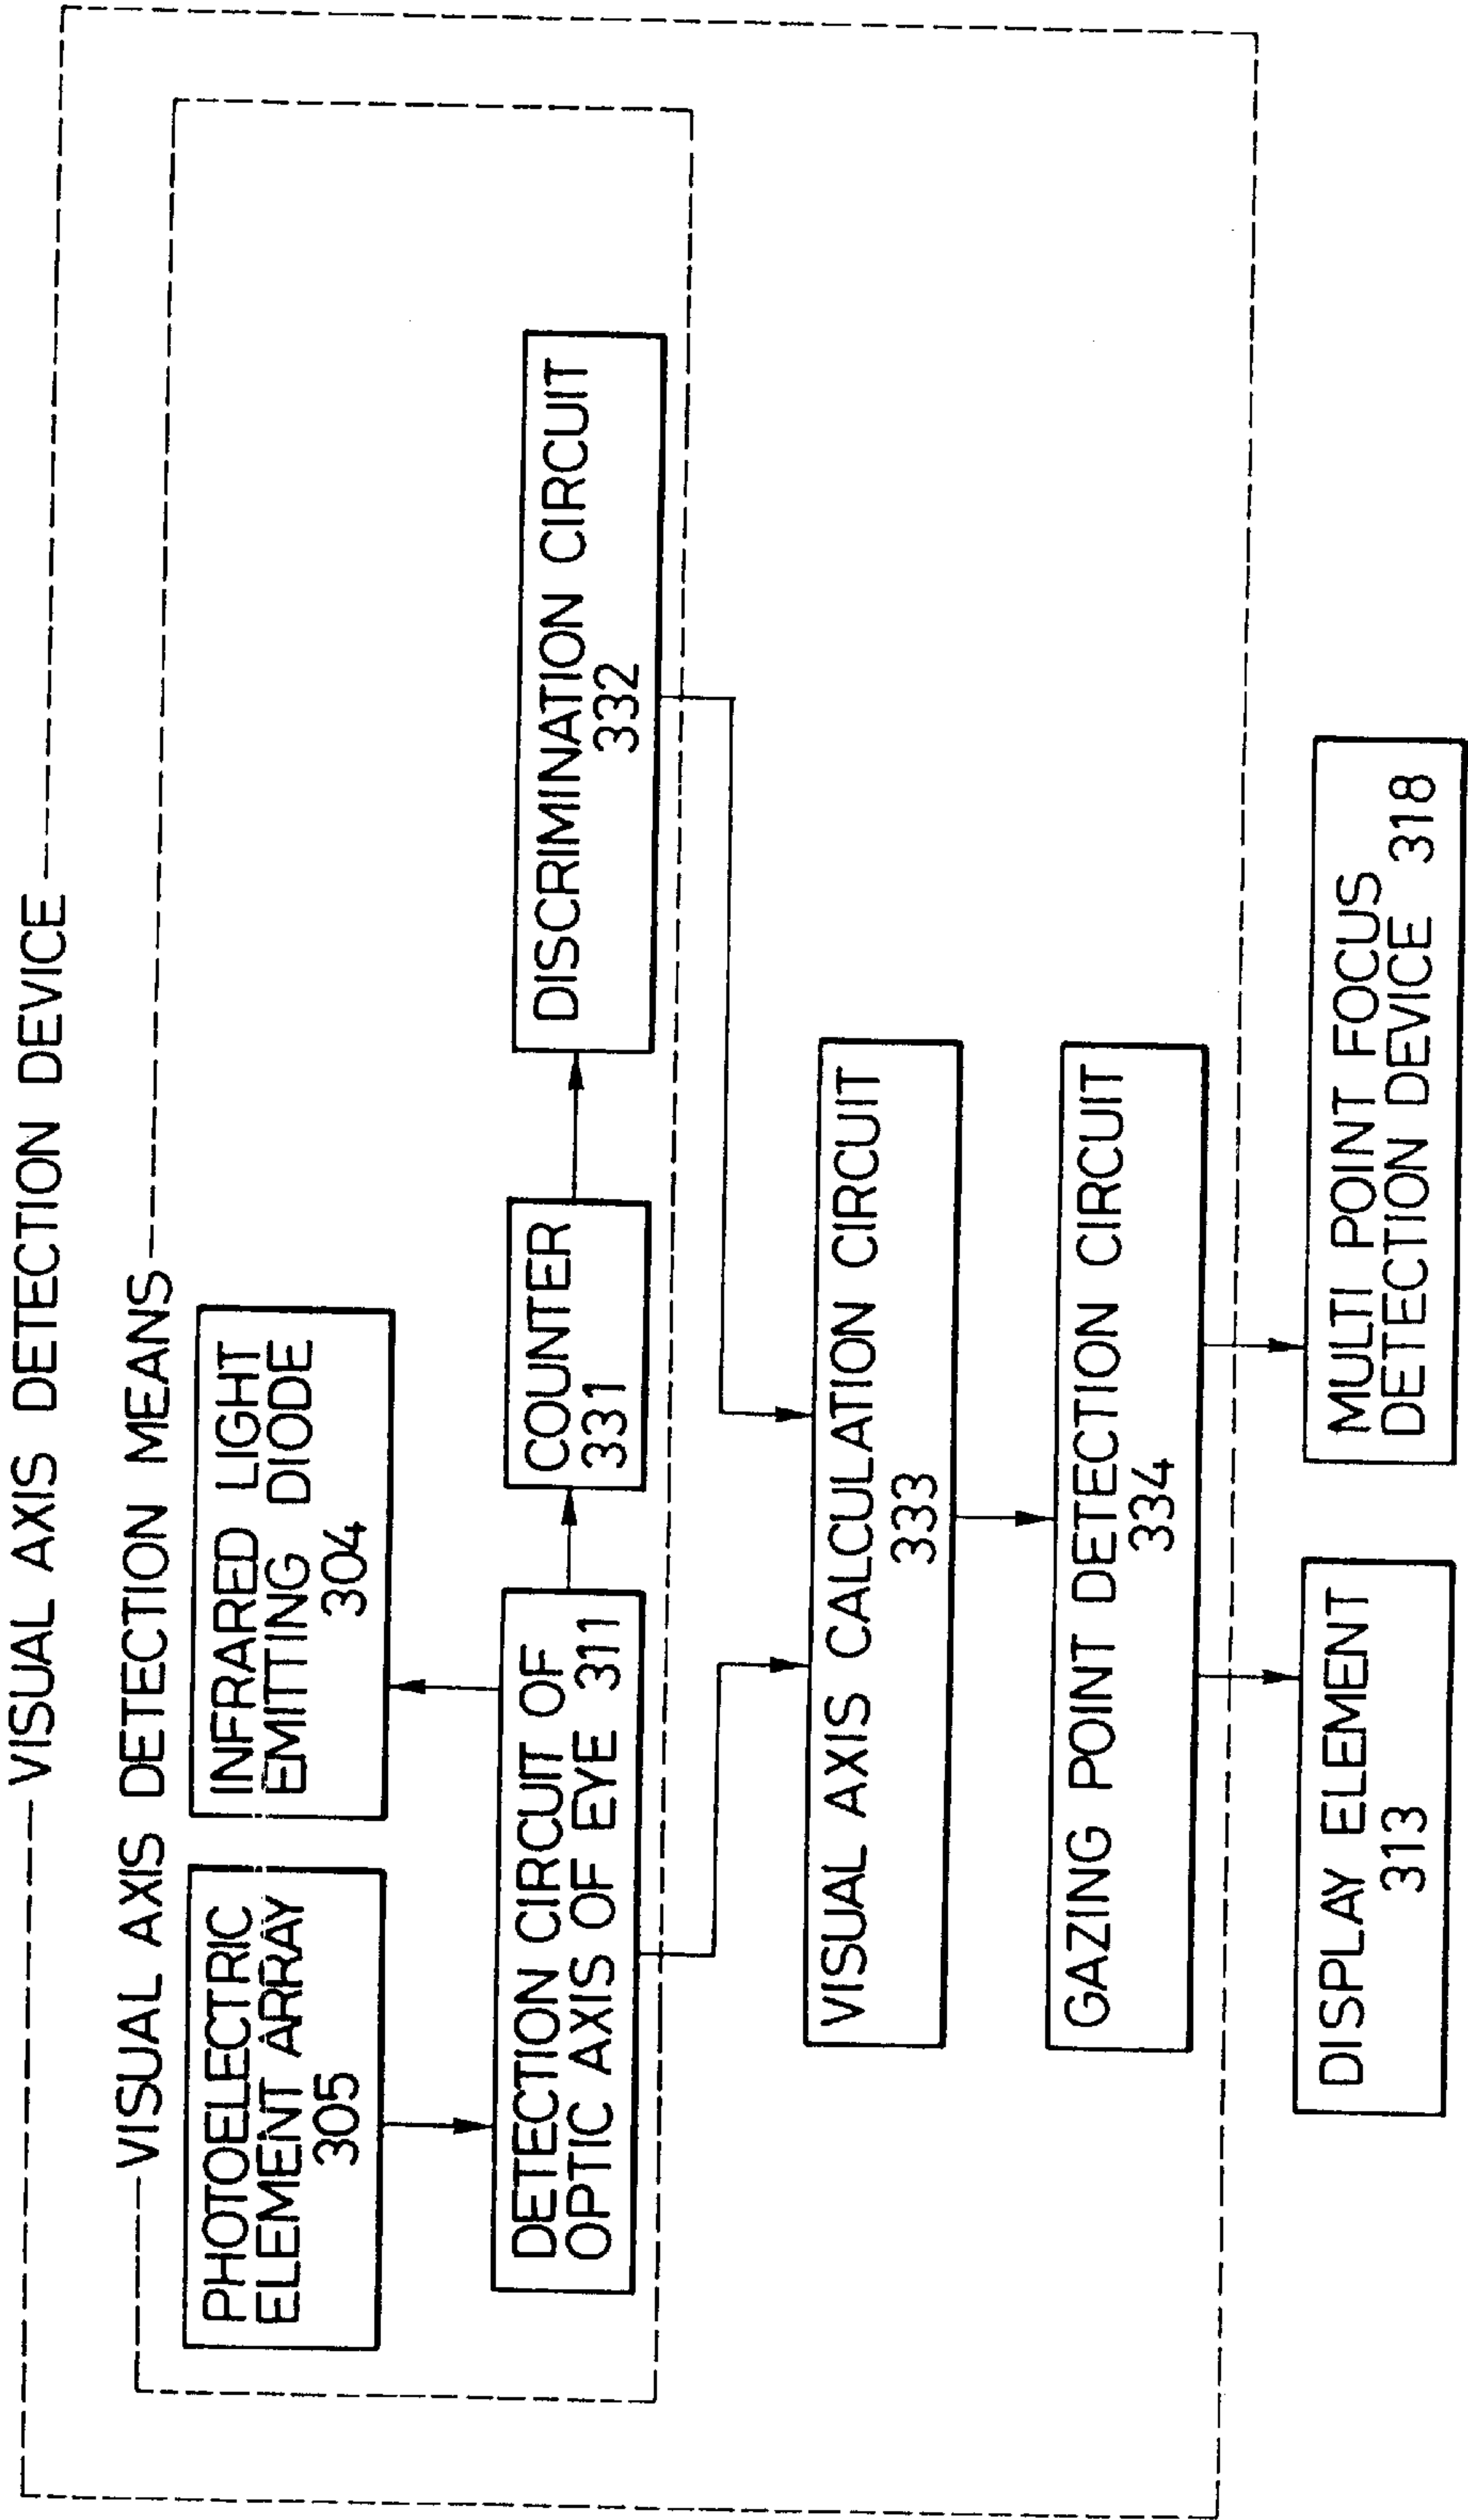 VISUAL AXIS DETECTION DEVICE
VISUAL AXIS DETECTION MEANS
PHOTOELECTRIC
ELEMENT ARRAY
305
INFRARED LIGHT
EMITTING DIODE
304
DETECTION CIRCUIT OF
OPTIC AXIS OF EYE 311
COUNTER
331
DISCRIMINATION CIRCUIT
332
VISUAL AXIS CALCULATION CIRCUIT
333
GAZING POINT DETECTION CIRCUIT
334
DISPLAY ELEMENT
313
MULTI POINT FOCUS
DETECTION DEVICE 318